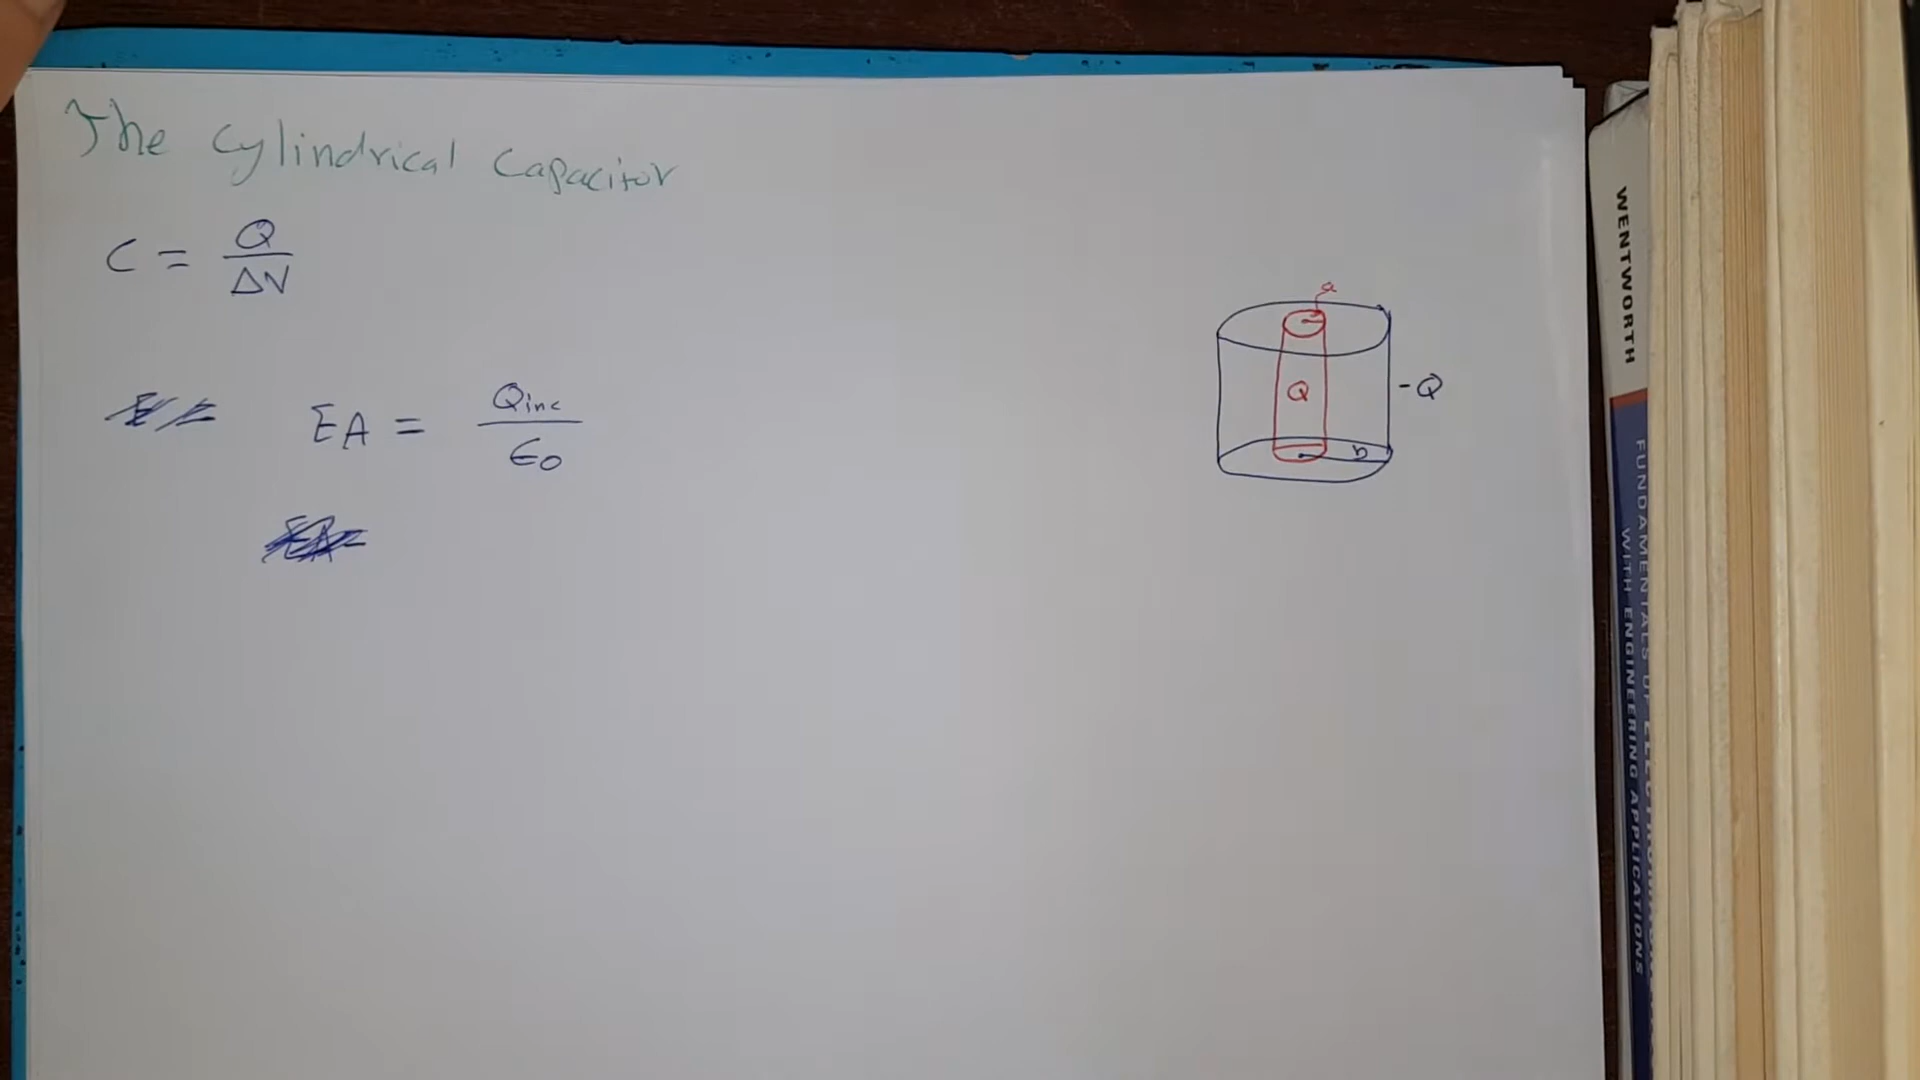 The cylindrical capacitor
C = Q / ΔV
EA = Qinc / ϵ0
a
Q
-Q
b
WENTWORTH
FUNDAMENTALS OF
WITH ENGINEERING APPLICATIONS